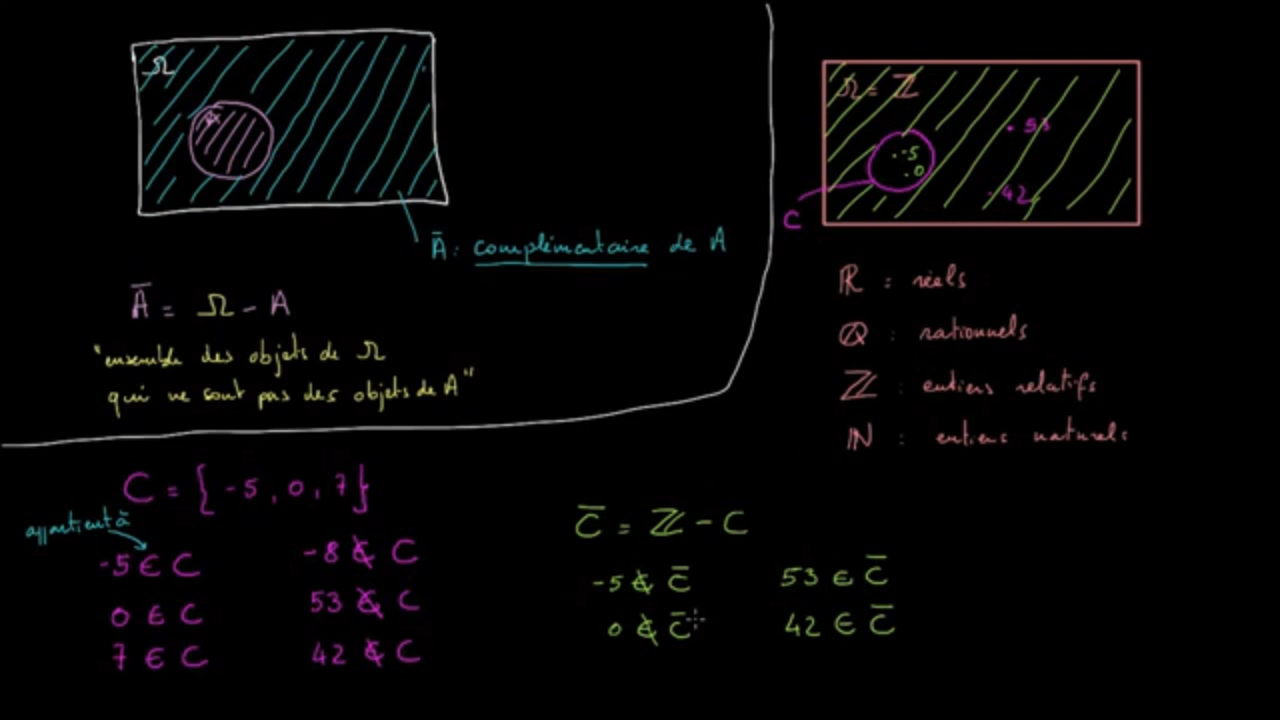 Ω
A
Ā : complémentaire de A
Ā = Ω - A
"ensemble des objets de Ω
qui ne sont pas des objets de A"
Ω = ℤ
. 53
. -5
. 0
. 42
C
ℝ : réels
ℚ : rationnels
ℤ : entiers relatifs
ℕ : entiers naturels
C = { -5 , 0 , 7 }
appartient à
-5 ∈ C
-8 ∉ C
0 ∈ C
53 ∉ C
7 ∈ C
42 ∉ C
C̄ = ℤ - C
-5 ∉ C̄
53 ∈ C̄
0 ∉ C̄
42 ∈ C̄